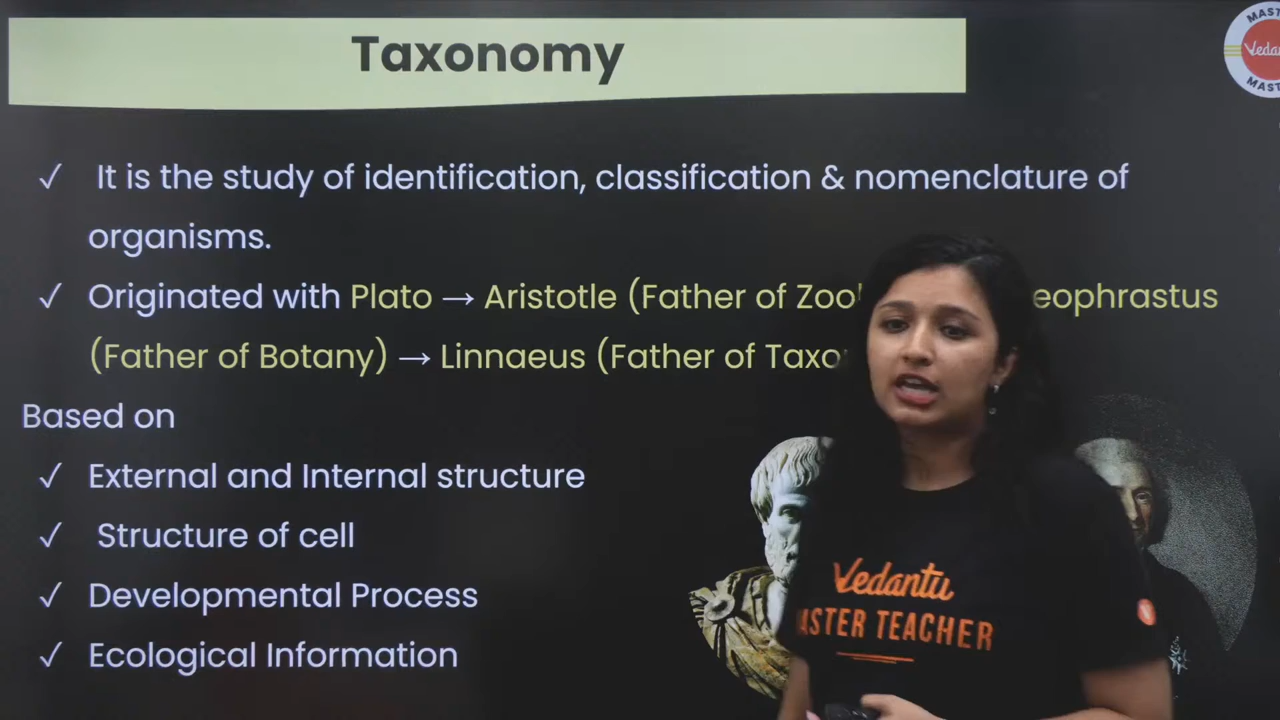 Taxonomy
✓ It is the study of identification, classification & nomenclature of
organisms.
✓ Originated with Plato → Aristotle (Father of
✓ (Father of Botany) → Linnaeus (Father of
Based on
✓ External and Internal structure
✓ Structure of cell
✓ Developmental Process
✓ Ecological Information
Vedantu
TEACHER